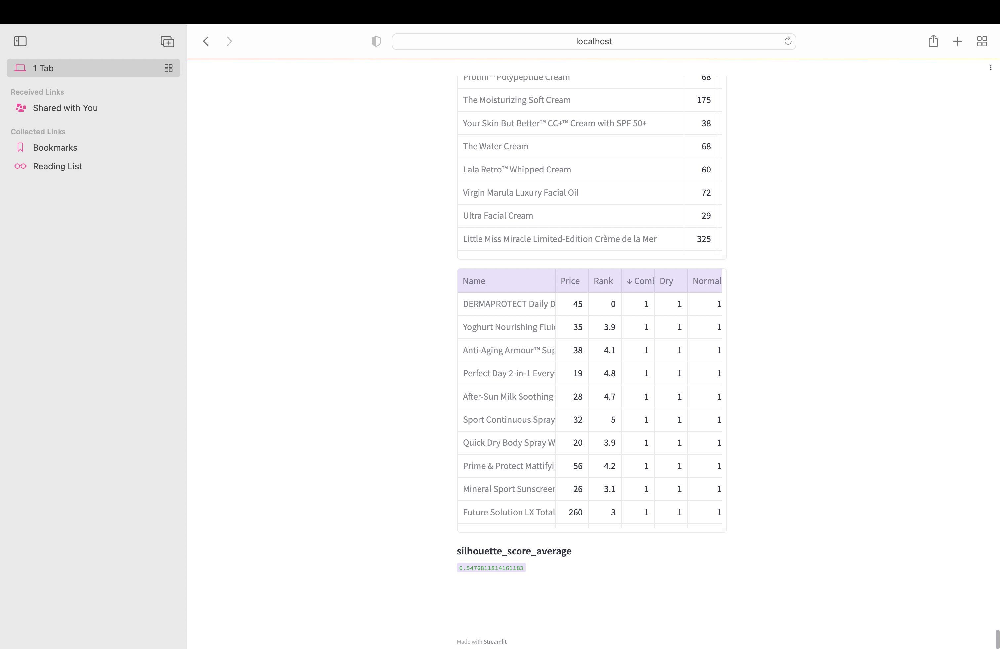 localhost
1 Tab
Received Links
Shared with You
Collected Links
Bookmarks
Reading List
Protini™ Polypeptide Cream 68
The Moisturizing Soft Cream 175
Your Skin But Better™ CC+™ Cream with SPF 50+ 38
The Water Cream 68
Lala Retro™ Whipped Cream 60
Virgin Marula Luxury Facial Oil 72
Ultra Facial Cream 29
Little Miss Miracle Limited-Edition Crème de la Mer 325
Name Price Rank ↓ Comb Dry Normal
DERMAPROTECT Daily D 45 0 1 1 1
Yoghurt Nourishing Fluid 35 3.9 1 1 1
Anti-Aging Armour™ Sup 38 4.1 1 1 1
Perfect Day 2-in-1 Everyw 19 4.8 1 1 1
After-Sun Milk Soothing 28 4.7 1 1 1
Sport Continuous Spray 32 5 1 1 1
Quick Dry Body Spray W 20 3.9 1 1 1
Prime & Protect Mattifyin 56 4.2 1 1 1
Mineral Sport Sunscreen 26 3.1 1 1 1
Future Solution LX Total 260 3 1 1 1
silhouette_score_average
0.5476811814161183
Made with Streamlit